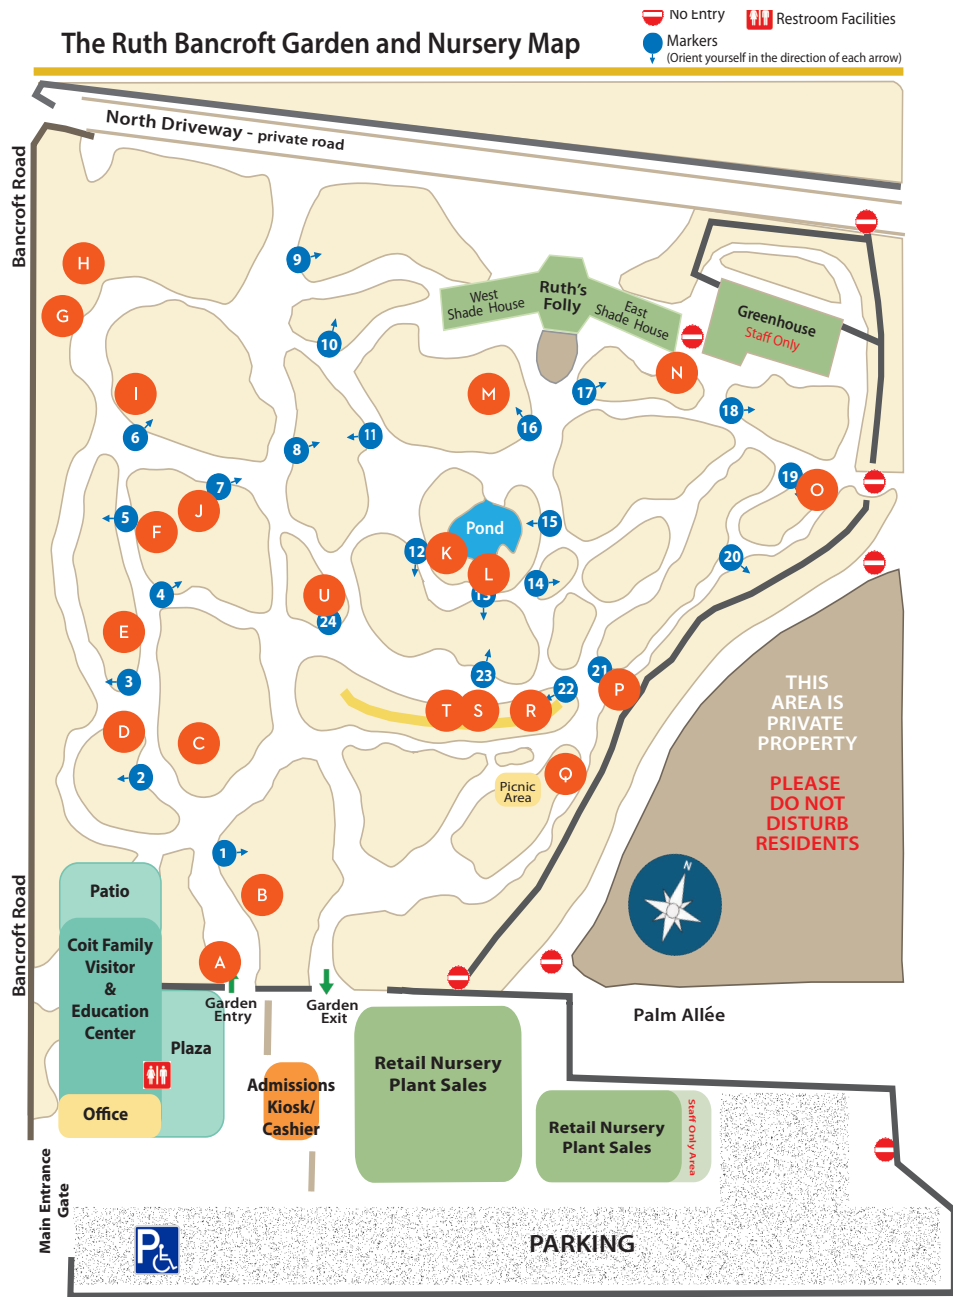 No Entry
Restroom Facilities
The Ruth Bancroft Garden and Nursery Map
Markers
(Orient yourself in the direction of each arrow)
North Driveway - private road
Bancroft Road
H
9
G
West
Shade House
Ruth's
Folly
East
Shade House
Greenhouse
Staff Only
10
I
M
N
17
18
6
8
11
16
7
J
19
O
5
F
Pond
15
12
K
20
4
L
14
13
U
24
E
3
23
21
22
P
T
S
R
THIS
AREA IS
PRIVATE
PROPERTY
PLEASE
DO NOT
DISTURB
RESIDENTS
D
C
2
Q
Picnic
Area
1
B
N
Bancroft Road
Patio
Coit Family
Visitor
&
Education
Center
A
Garden
Entry
Garden
Exit
Palm Allée
Plaza
Office
Admissions
Kiosk/
Cashier
Retail Nursery
Plant Sales
Retail Nursery
Plant Sales
Staff Only Area
Main Entrance
Gate
P
PARKING